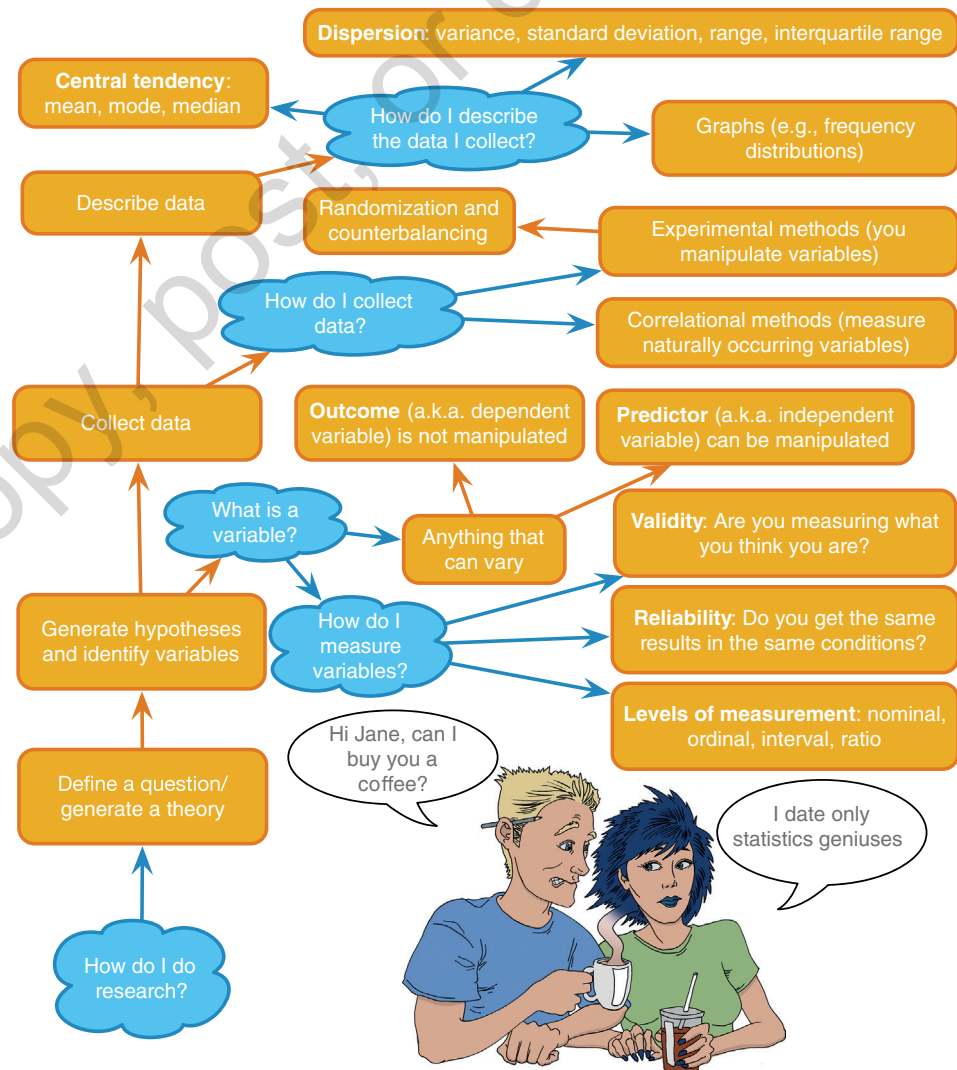 Dispersion: variance, standard deviation, range, interquartile range
Central tendency:
mean, mode, median
How do I describe
the data I collect?
Graphs (e.g., frequency
distributions)
Describe data
Randomization and
counterbalancing
Experimental methods (you
manipulate variables)
How do I collect
data?
Correlational methods (measure
naturally occurring variables)
Collect data
Outcome (a.k.a. dependent
variable) is not manipulated
Predictor (a.k.a. independent
variable) can be manipulated
What is a
variable?
Anything that
can vary
Validity: Are you measuring what
you think you are?
Generate hypotheses
and identify variables
How do I
measure
variables?
Reliability: Do you get the same
results in the same conditions?
Levels of measurement: nominal,
ordinal, interval, ratio
Define a question/
generate a theory
Hi Jane, can I
buy you a
coffee?
I date only
statistics geniuses
How do I do
research?
post, or